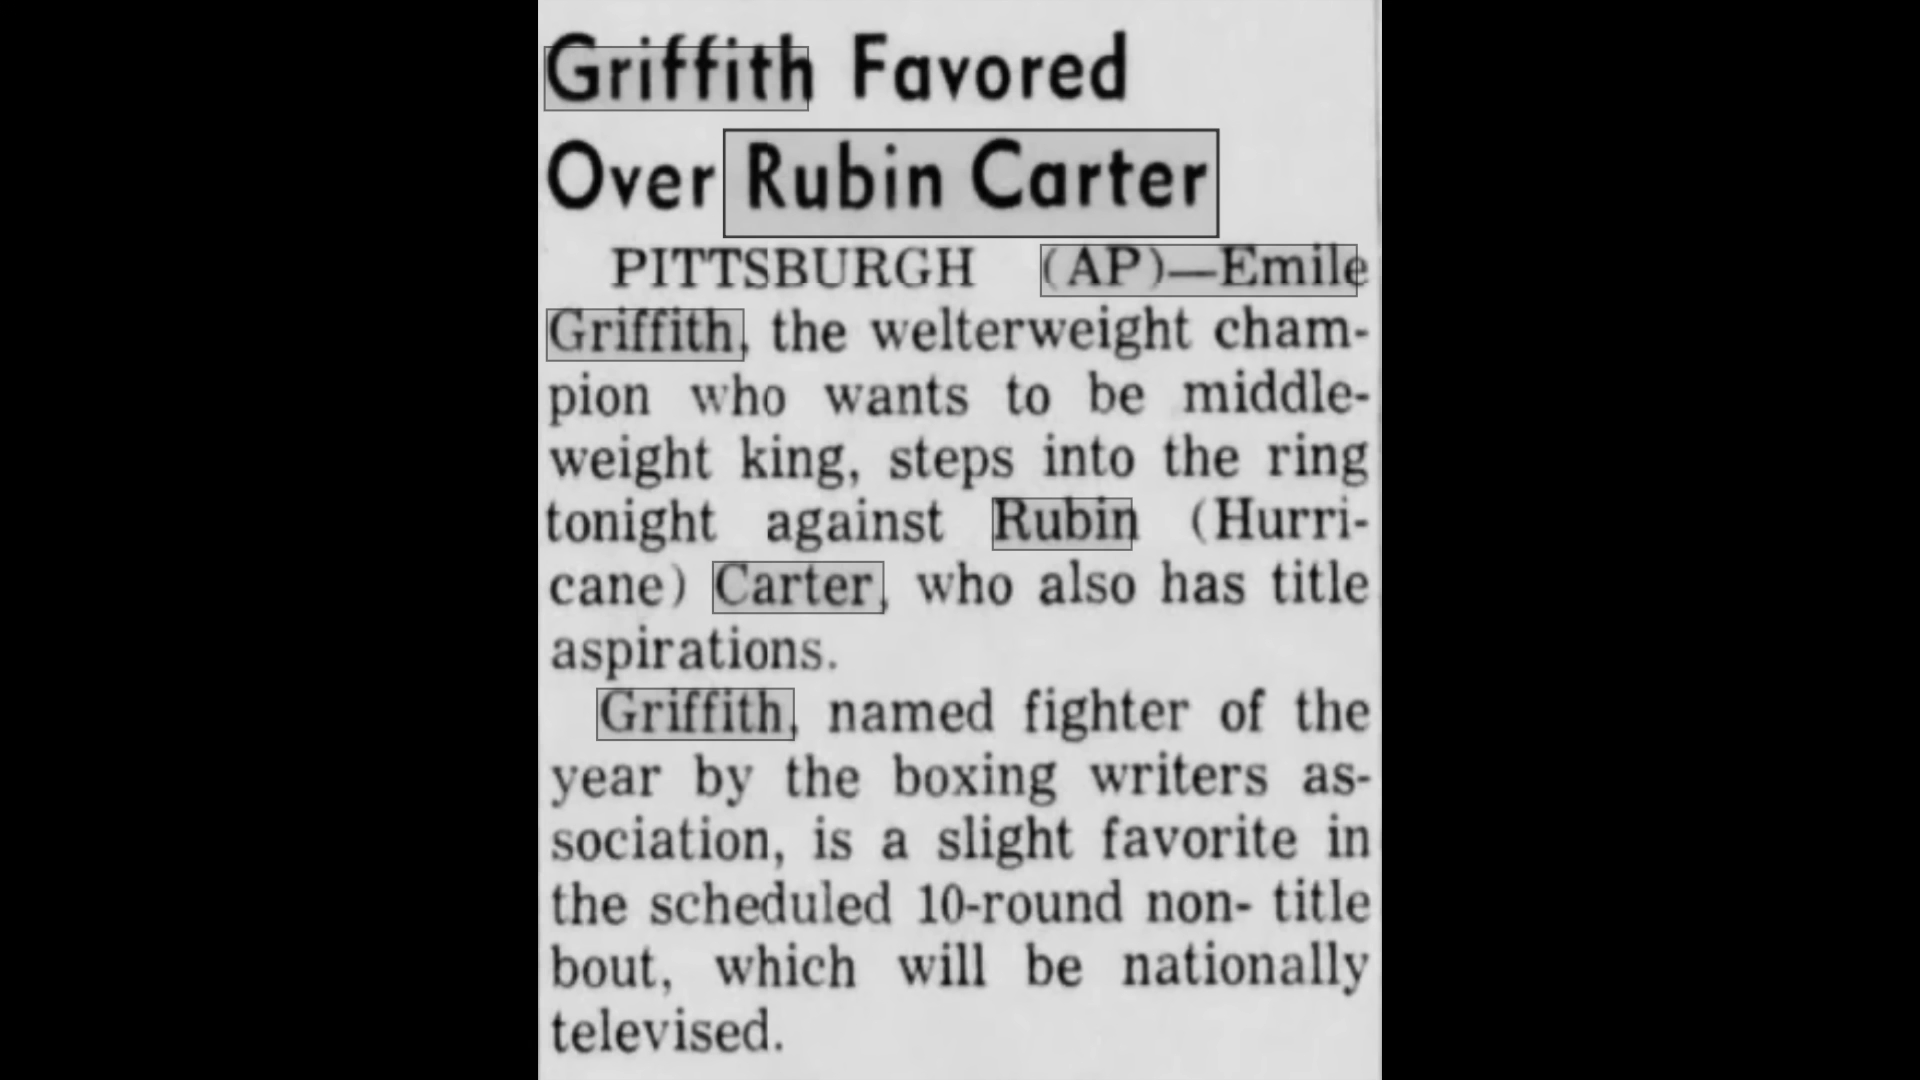 Griffith Favored
Over Rubin Carter
PITTSBURGH (AP)—Emile
Griffith, the welterweight cham-
pion who wants to be middle-
weight king, steps into the ring
tonight against Rubin (Hurri-
cane) Carter, who also has title
aspirations.
Griffith, named fighter of the
year by the boxing writers as-
sociation, is a slight favorite in
the scheduled 10-round non- title
bout, which will be nationally
televised.